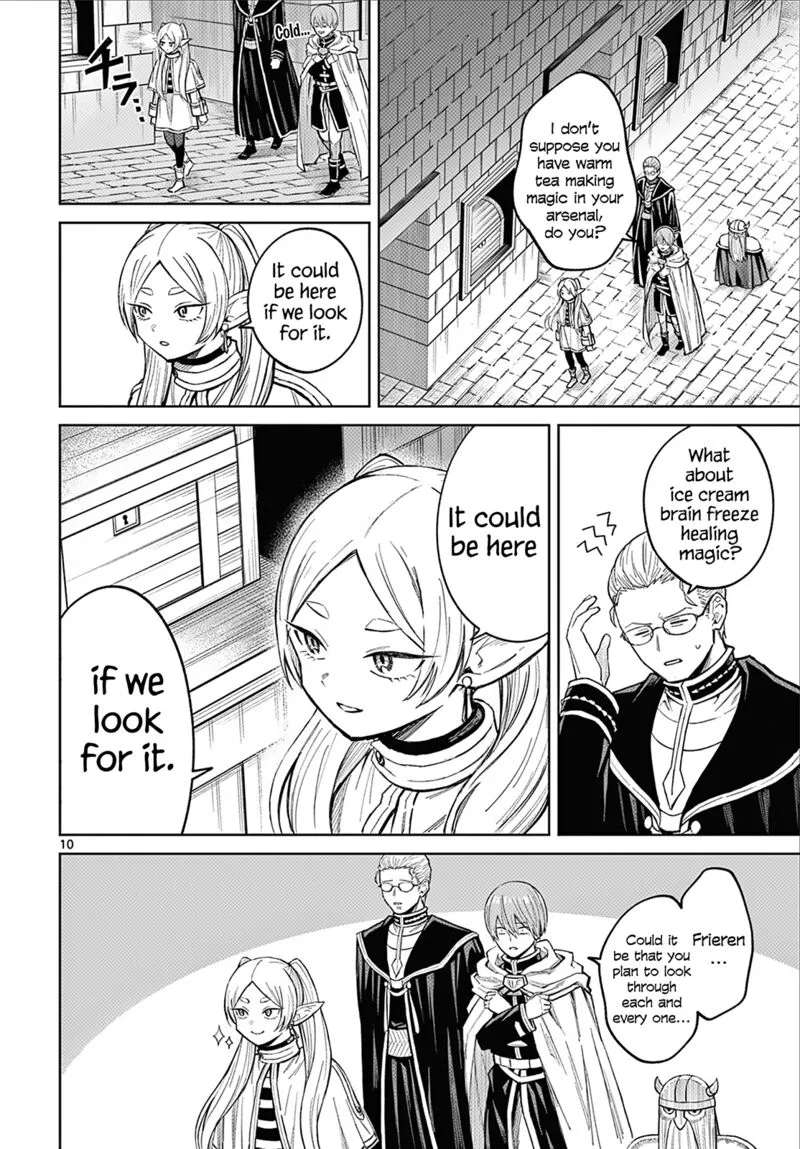 I don't
suppose you
have warm
tea making
magic in your
arsenal,
do you?
Cold...
チラ…
It could
be here
if we look
for it.
What
about
ice cream
brain freeze
healing
magic?
It could
be here
if we
look
for it.
10
Frieren
...
Could it
be that you
plan to look
through
each and
every one...